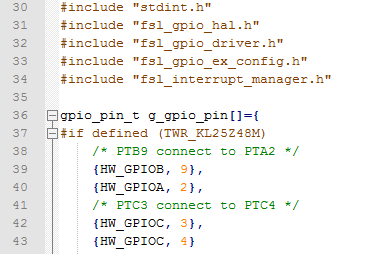 30 #include "stdint.h"
31 #include "fsl_gpio_hal.h"
32 #include "fsl_gpio_driver.h"
33 #include "fsl_gpio_ex_config.h"
34 #include "fsl_interrupt_manager.h"
35
36 gpio_pin_t g_gpio_pin[]={
37 #if defined (TWR_KL25Z48M)
38 /* PTB9 connect to PTA2 */
39 {HW_GPIOB, 9},
40 {HW_GPIOA, 2},
41 /* PTC3 connect to PTC4 */
42 {HW_GPIOC, 3},
43 {HW_GPIOC, 4}